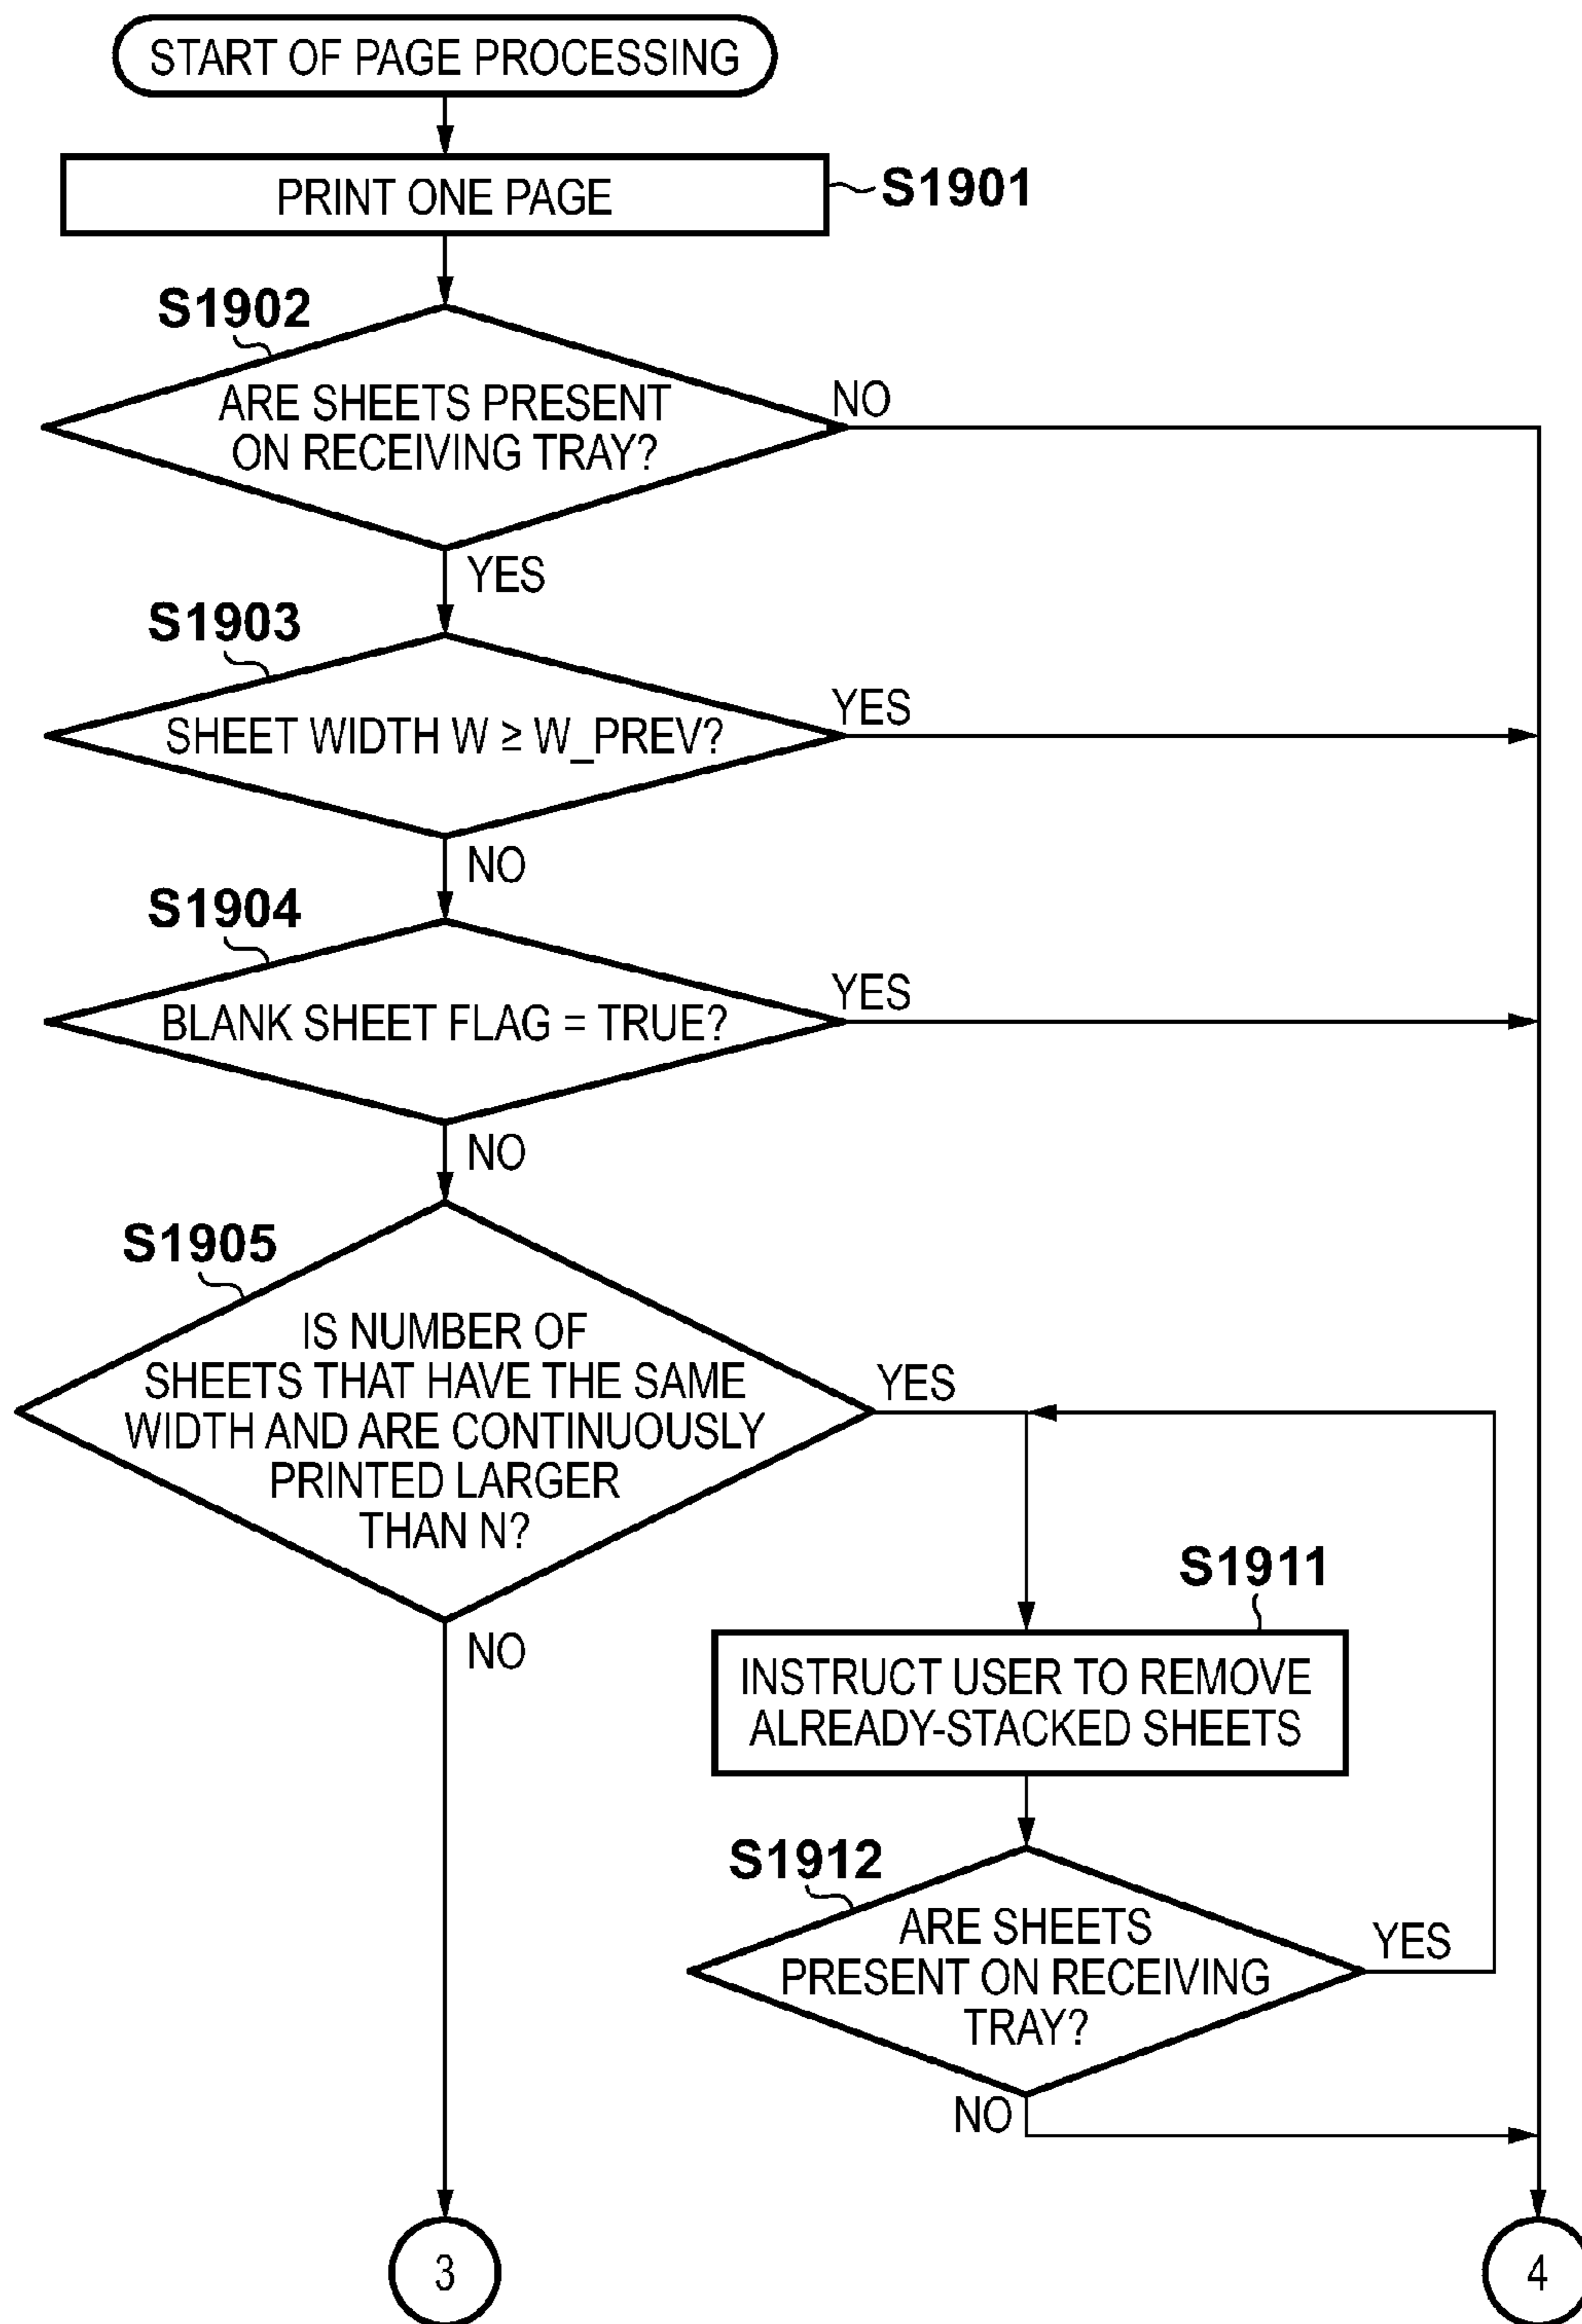 START OF PAGE PROCESSING
PRINT ONE PAGE
S1901
S1902
ARE SHEETS PRESENT
ON RECEIVING TRAY?
NO
YES
S1903
SHEET WIDTH W ≥ W_PREV?
YES
NO
S1904
BLANK SHEET FLAG = TRUE?
YES
NO
S1905
IS NUMBER OF
SHEETS THAT HAVE THE SAME
WIDTH AND ARE CONTINUOUSLY
PRINTED LARGER
THAN N?
YES
NO
S1911
INSTRUCT USER TO REMOVE
ALREADY-STACKED SHEETS
S1912
ARE SHEETS
PRESENT ON RECEIVING
TRAY?
YES
NO
3
4